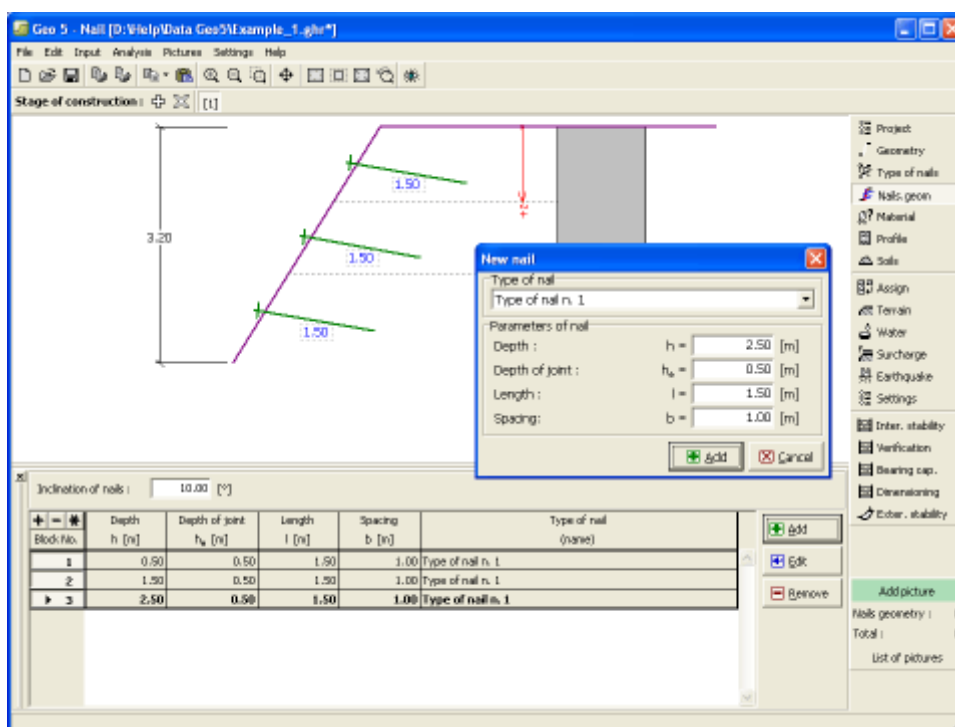 Geo 5 - Nail [D:\Help\Data Geo5\Example_1.ghr*]
File Edit Input Analysis Pictures Settings Help
Stage of construction : [1]
3.20
1.50
1.50
1.50
+z
Project
Geometry
Type of nails
Nails. geom
Material
Profile
Soils
Assign
Terrain
Water
Surcharge
Earthquake
Settings
Inter. stability
Verification
Bearing cap.
Dimensioning
Exter. stability
New nail
Type of nail
Type of nail n. 1
Parameters of nail
Depth : h = 2.50 [m]
Depth of joint : hs = 0.50 [m]
Length : l = 1.50 [m]
Spacing: b = 1.00 [m]
Add Cancel
Inclination of nails : 10.00 [°]
Block No. Depth h [m] Depth of joint hs [m] Length l [m] Spacing b [m] Type of nail (name)
1 0.50 0.50 1.50 1.00 Type of nail n. 1
2 1.50 0.50 1.50 1.00 Type of nail n. 1
3 2.50 0.50 1.50 1.00 Type of nail n. 1
Add
Edit
Remove
Add picture
Nails geometry :
Total :
List of pictures